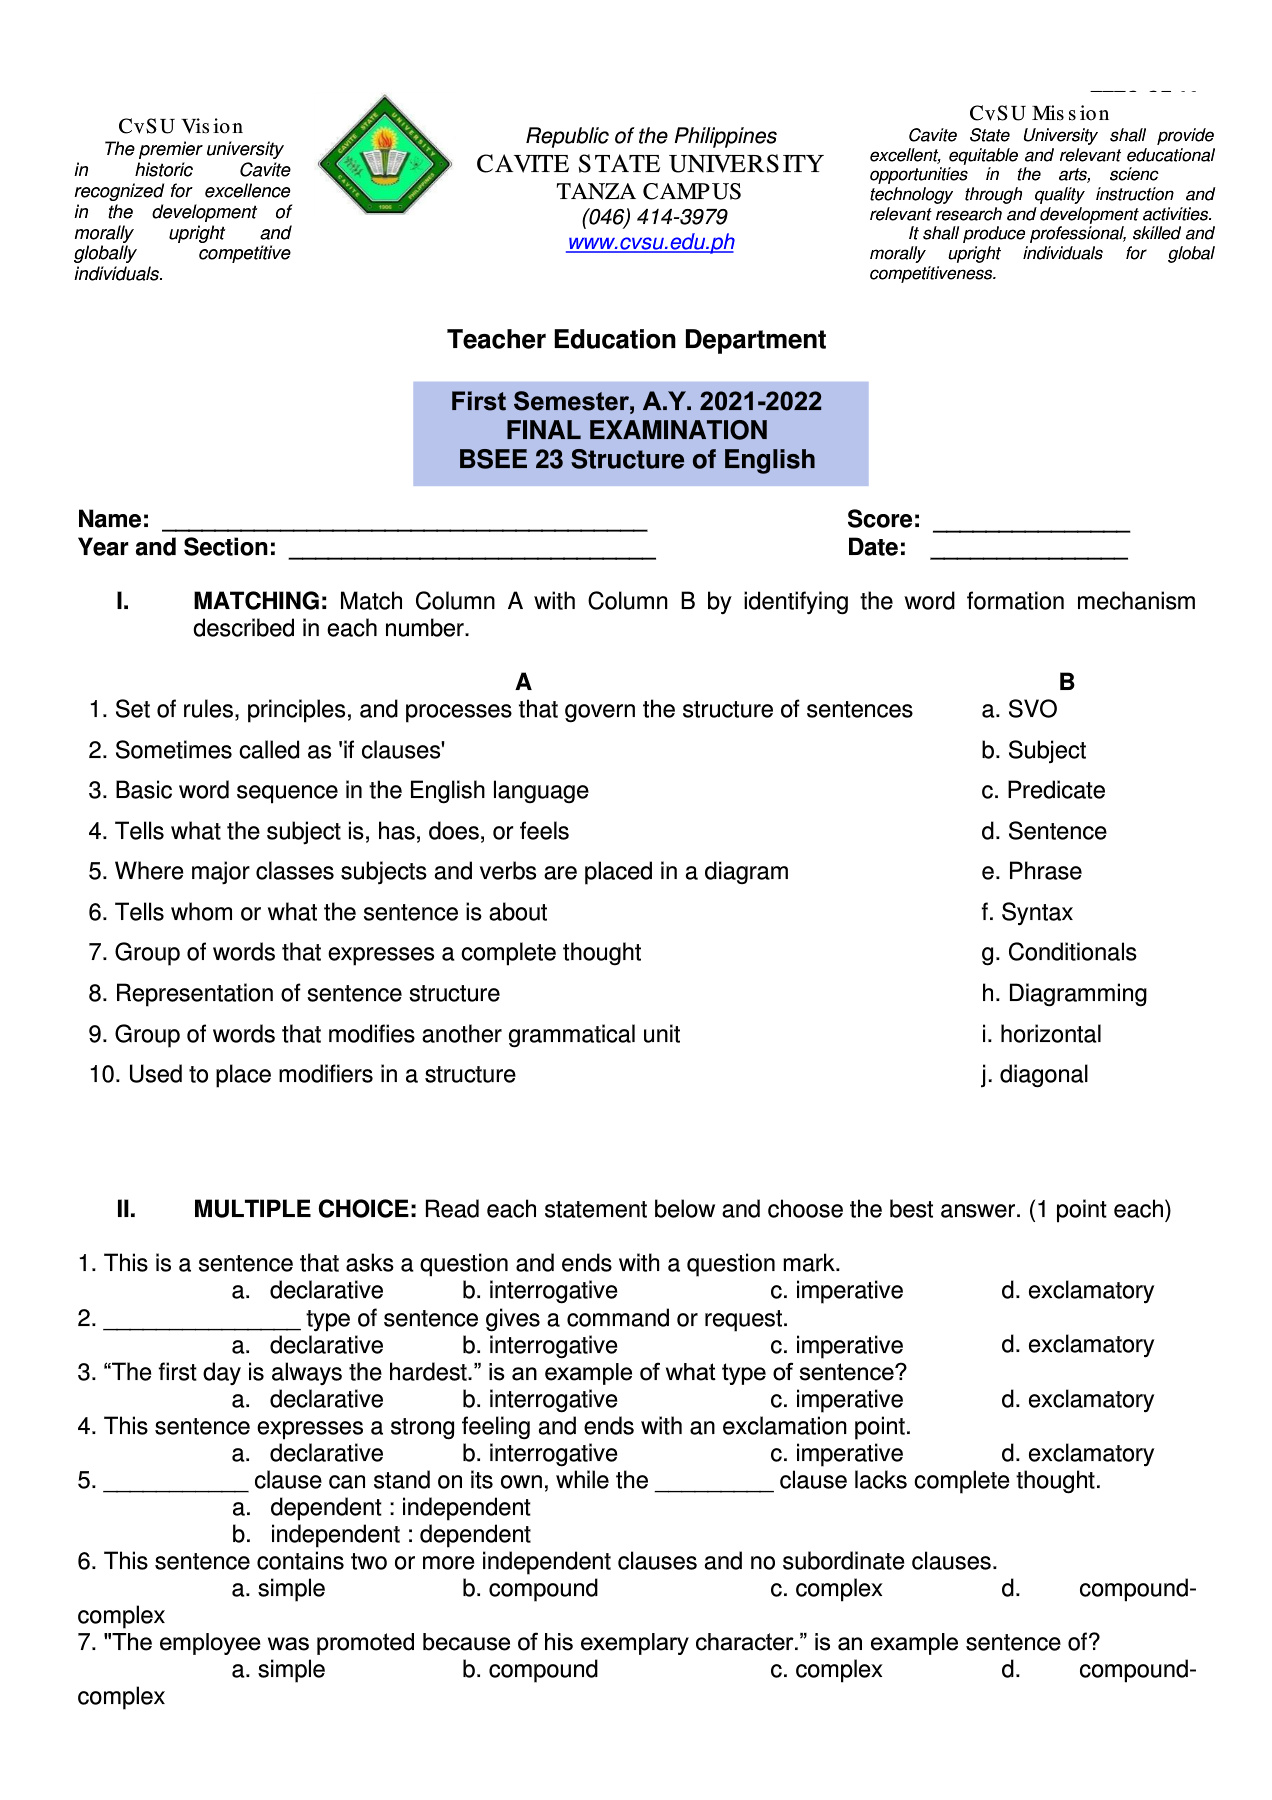 CvSU Vision
The premier university
in historic Cavite
recognized for excellence
in the development of
morally upright and
globally competitive
individuals.
CAVITE STATE UNIVERSITY
CAVITE PHILIPPINES
1906
Republic of the Philippines
CAVITE STATE UNIVERSITY
TANZA CAMPUS
(046) 414-3979
www.cvsu.edu.ph
CvSU Mission
Cavite State University shall provide
excellent, equitable and relevant educational
opportunities in the arts, scienc
technology through quality instruction and
relevant research and development activities.
It shall produce professional, skilled and
morally upright individuals for global
competitiveness.
Teacher Education Department
First Semester, A.Y. 2021-2022
FINAL EXAMINATION
BSEE 23 Structure of English
Name: _____________________________________ Score: _______________
Year and Section: ____________________________ Date: _______________
I. MATCHING: Match Column A with Column B by identifying the word formation mechanism
described in each number.
A B
1. Set of rules, principles, and processes that govern the structure of sentences a. SVO
2. Sometimes called as 'if clauses' b. Subject
3. Basic word sequence in the English language c. Predicate
4. Tells what the subject is, has, does, or feels d. Sentence
5. Where major classes subjects and verbs are placed in a diagram e. Phrase
6. Tells whom or what the sentence is about f. Syntax
7. Group of words that expresses a complete thought g. Conditionals
8. Representation of sentence structure h. Diagramming
9. Group of words that modifies another grammatical unit i. horizontal
10. Used to place modifiers in a structure j. diagonal
II. MULTIPLE CHOICE: Read each statement below and choose the best answer. (1 point each)
1. This is a sentence that asks a question and ends with a question mark.
a. declarative b. interrogative c. imperative d. exclamatory
2. _______________ type of sentence gives a command or request.
a. declarative b. interrogative c. imperative d. exclamatory
3. “The first day is always the hardest.” is an example of what type of sentence?
a. declarative b. interrogative c. imperative d. exclamatory
4. This sentence expresses a strong feeling and ends with an exclamation point.
a. declarative b. interrogative c. imperative d. exclamatory
5. ___________ clause can stand on its own, while the _________ clause lacks complete thought.
a. dependent : independent
b. independent : dependent
6. This sentence contains two or more independent clauses and no subordinate clauses.
a. simple b. compound c. complex d. compound-
complex
7. "The employee was promoted because of his exemplary character.” is an example sentence of?
a. simple b. compound c. complex d. compound-
complex